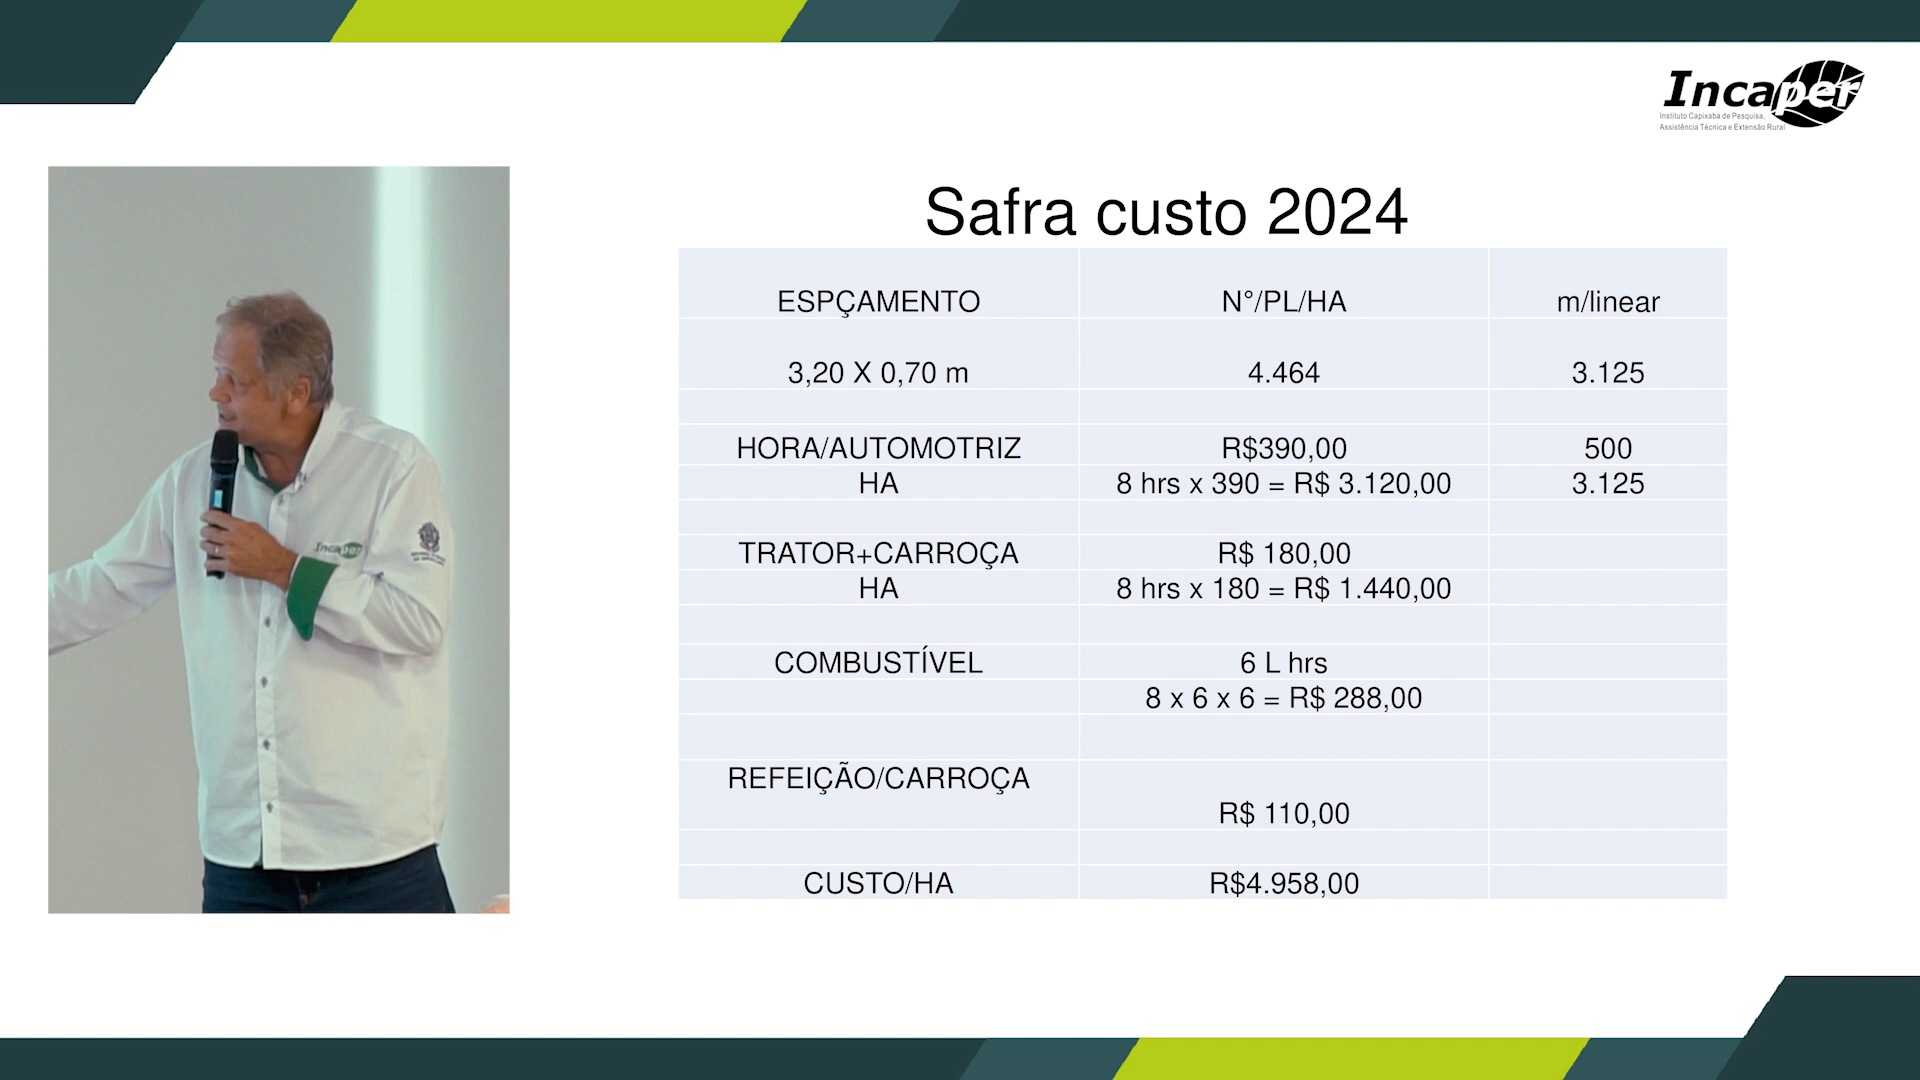 Incaper
Instituto Capixaba de Pesquisa,
Assistência Técnica e Extensão Rural
Safra custo 2024
ESPÇAMENTO N°/PL/HA m/linear
3,20 X 0,70 m 4.464 3.125
HORA/AUTOMOTRIZ R$390,00 500
HA 8 hrs x 390 = R$ 3.120,00 3.125
TRATOR+CARROÇA R$ 180,00
HA 8 hrs x 180 = R$ 1.440,00
COMBUSTÍVEL 6 L hrs
8 x 6 x 6 = R$ 288,00
REFEIÇÃO/CARROÇA
R$ 110,00
CUSTO/HA R$4.958,00
Incaper